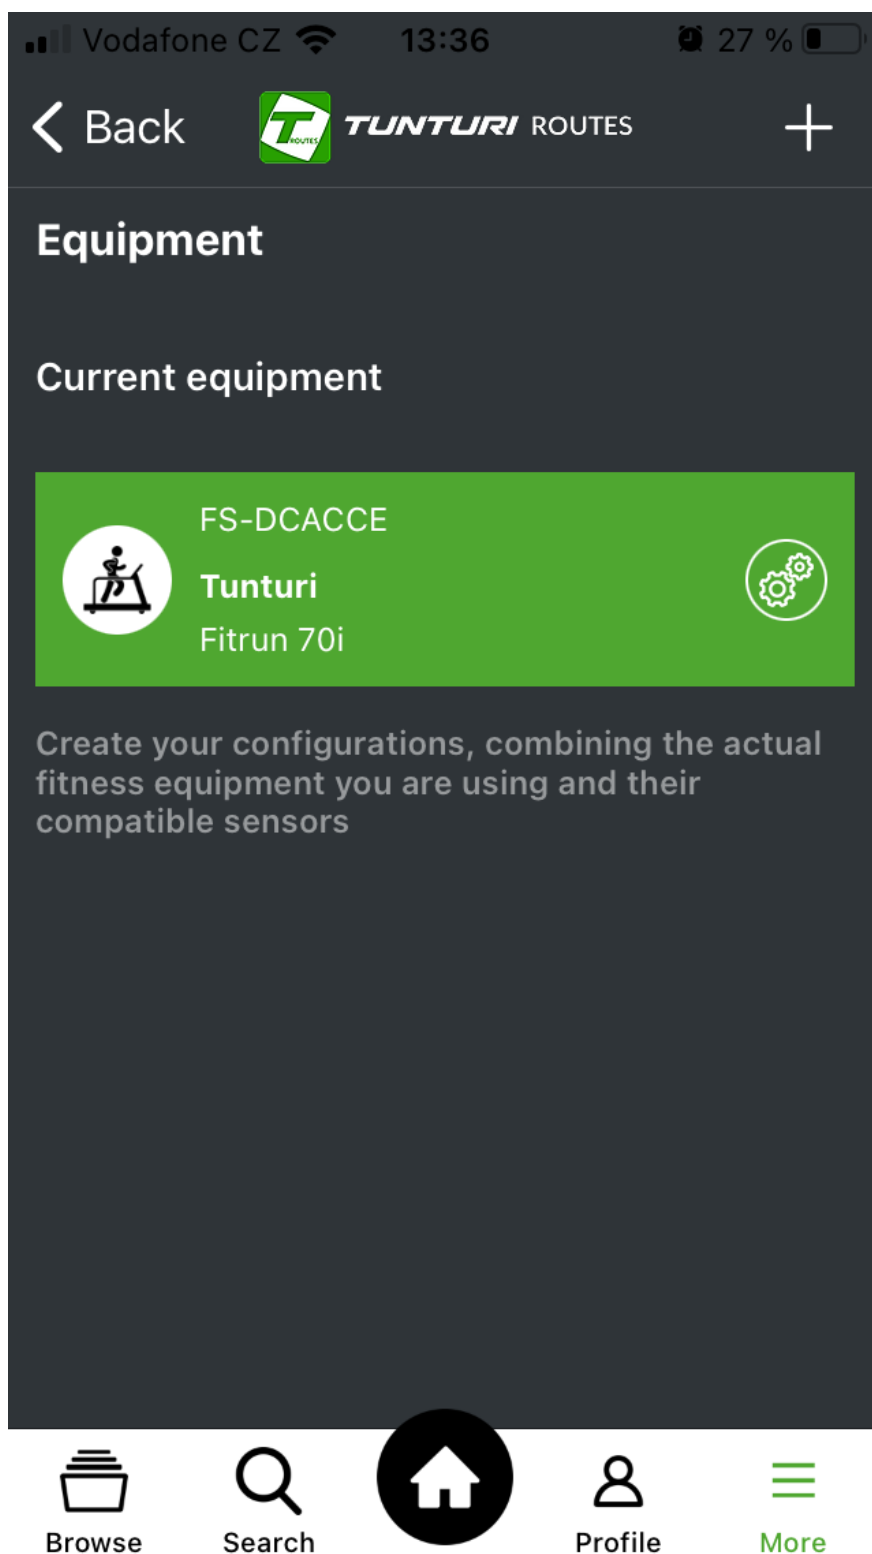 Vodafone CZ 13:36 27 %
Back TUNTURI ROUTES +
T ROUTES
Equipment
Current equipment
FS-DCACCE
Tunturi
Fitrun 70i
Create your configurations, combining the actual
fitness equipment you are using and their
compatible sensors
Browse Search Profile More